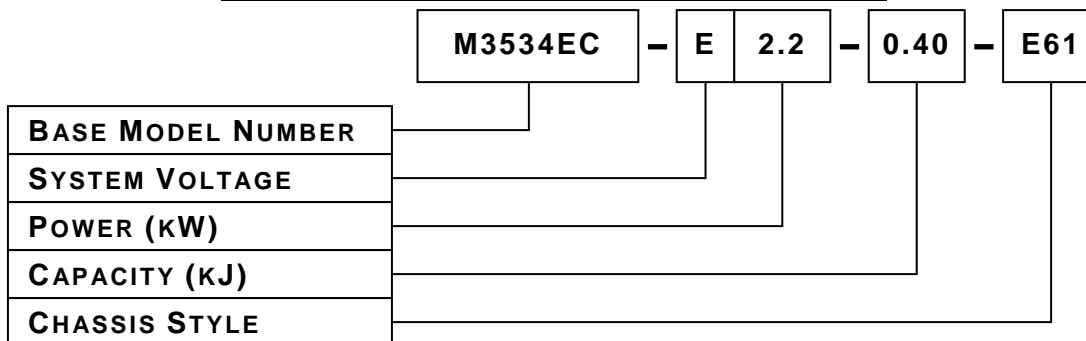 M3534EC – E 2.2 – 0.40 – E61
BASE MODEL NUMBER
SYSTEM VOLTAGE
POWER (KW)
CAPACITY (KJ)
CHASSIS STYLE